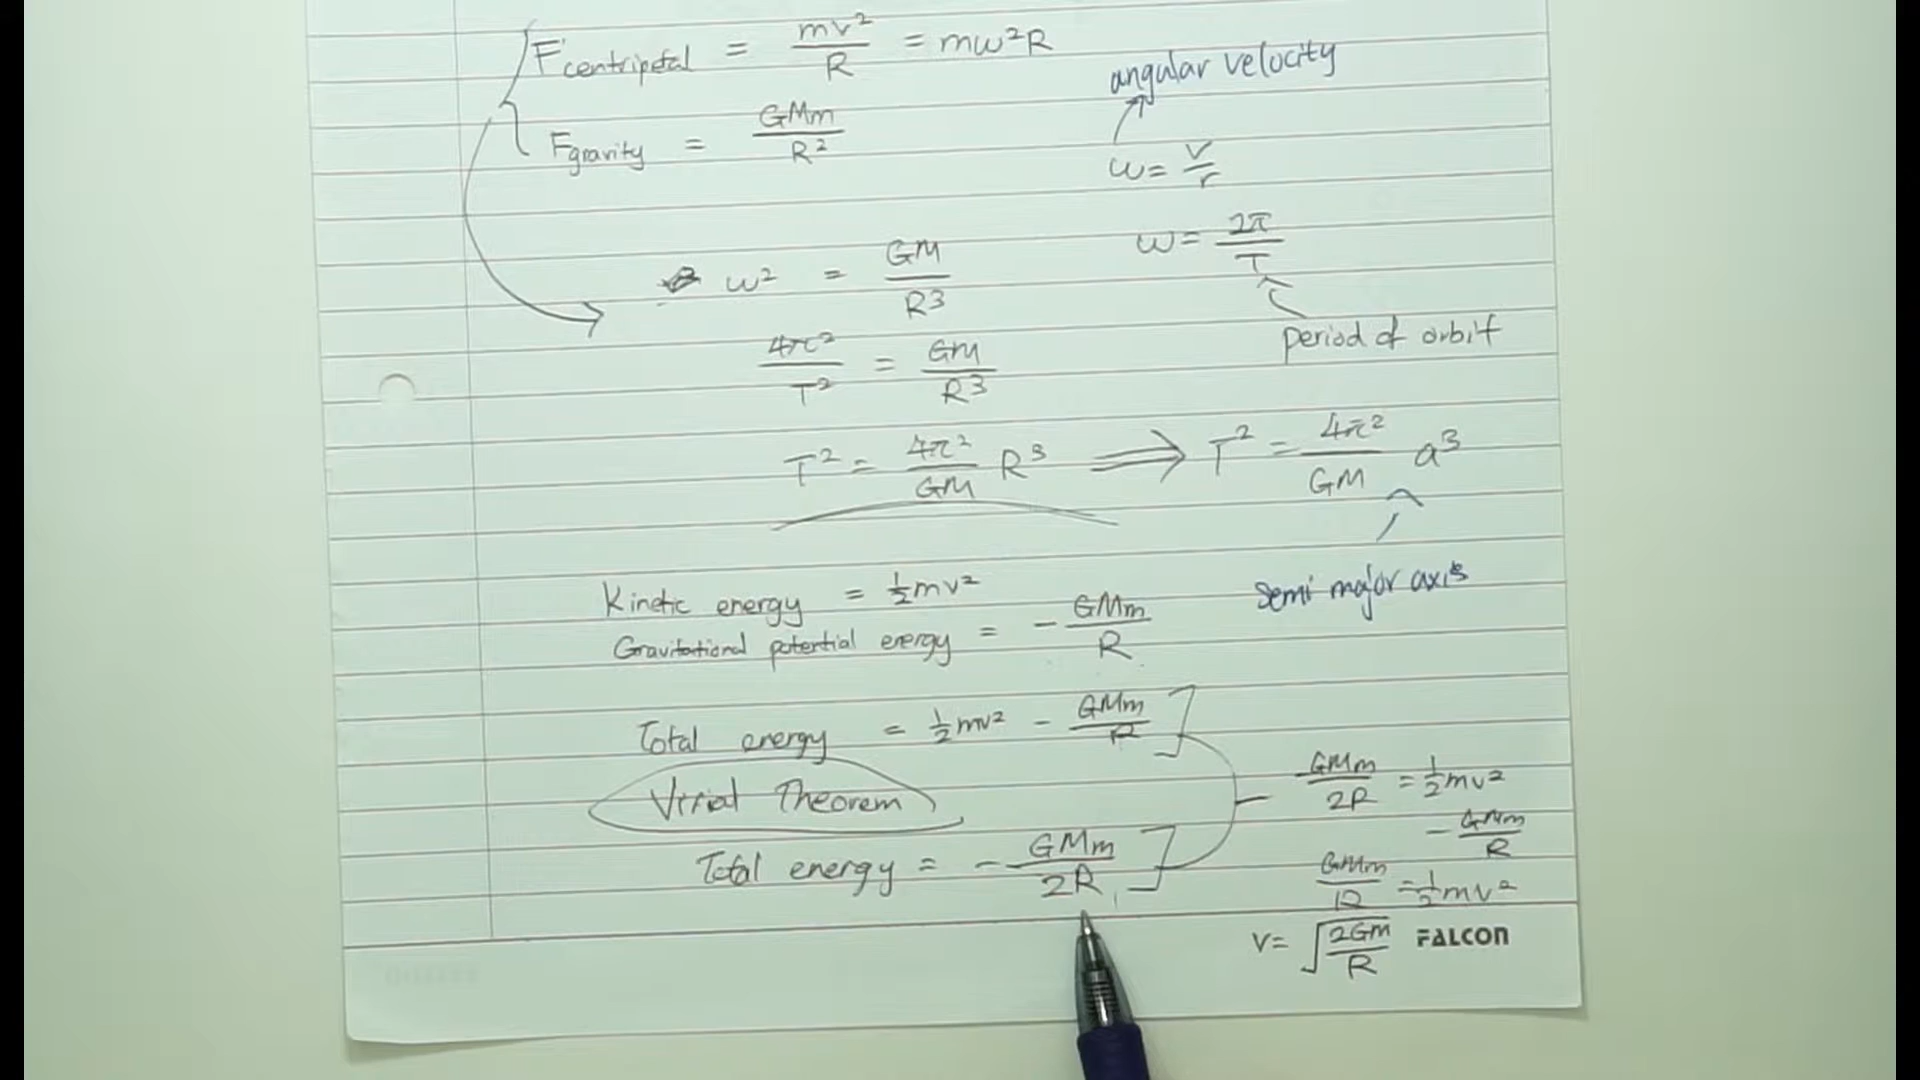 F centripetal = mv²/R = mω²R
angular velocity
F gravity = GMm/R²
ω = v/r
ω = 2π/T
ω² = GM/R³
period of orbit
4π²/T² = GM/R³
T² = 4π²/GM R³ ⟹ T² = 4π²/GM a³
semi major axis
Kinetic energy = ½mv²
Gravitational potential energy = - GMm/R
Total energy = ½mv² - GMm/R
Virial Theorem
Total energy = - GMm/2R
-GMm/2R = ½mv²
- GMm/R
GMm/R = ½mv²
v = √2GM/R
FALCON